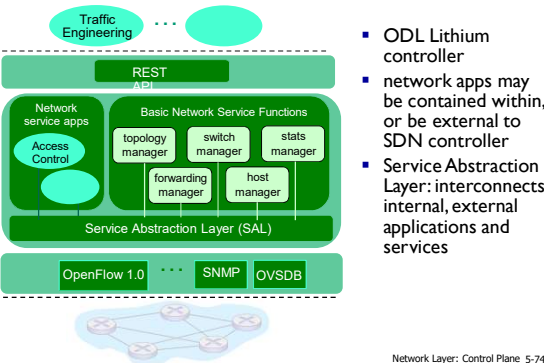 Traffic
Engineering
REST
API
Network
service apps
Access
Control
Basic Network Service Functions
topology
manager
switch
manager
stats
manager
forwarding
manager
host
manager
Service Abstraction Layer (SAL)
OpenFlow 1.0
SNMP
OVSDB
ODL Lithium
controller
network apps may
be contained within,
or be external to
SDN controller
Service Abstraction
Layer: interconnects
internal, external
applications and
services
Network Layer: Control Plane 5-74